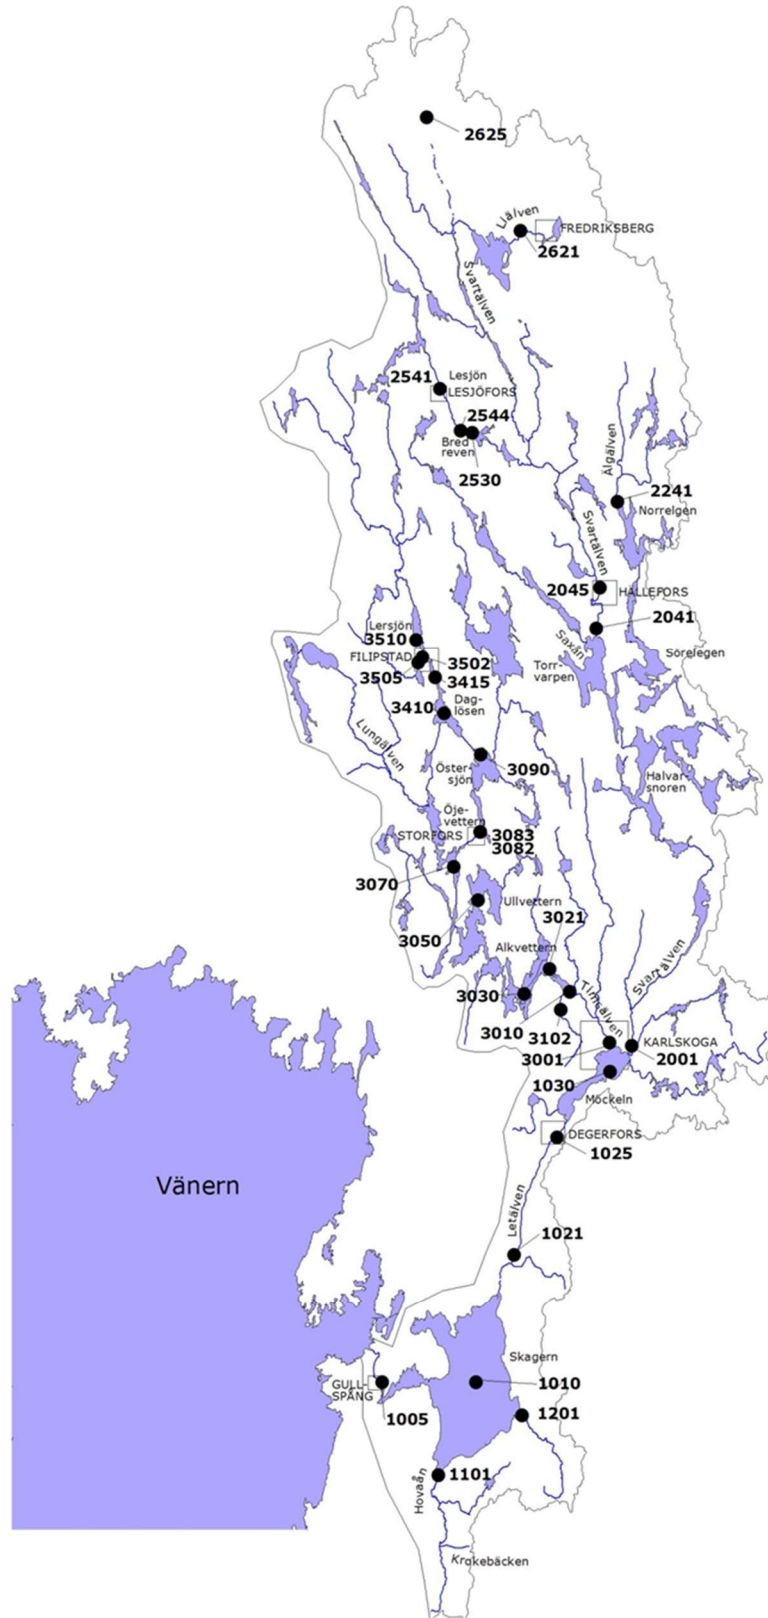 2625
Ljälven
FREDRIKSBERG
2621
Svartälven
2541
Lesjön
LESJÖFORS
2544
Bred
reven
2530
Älgälven
2241
Norrelgen
Svartälven
2045
HÄLLEFORS
2041
Lersjön
3510
FILIPSTAD
3502
3505
3415
Saxån
Sörelegen
Torr-
varpen
3410
Dag-
lösen
Lungälven
3090
Öster-
sjön
Halvar-
snoren
Öje-
vettern
STORFORS
3083
3082
3070
Ullvettern
3021
3050
Alkvettern
Svartälven
3030
Timsälven
3010
3102
KARLSKOGA
3001
2001
1030
Möckeln
DEGERFORS
1025
Vänern
Letälven
1021
Skagern
GULL-
SPÅNG
1010
1005
1201
1101
Hovaån
Krokebäcken